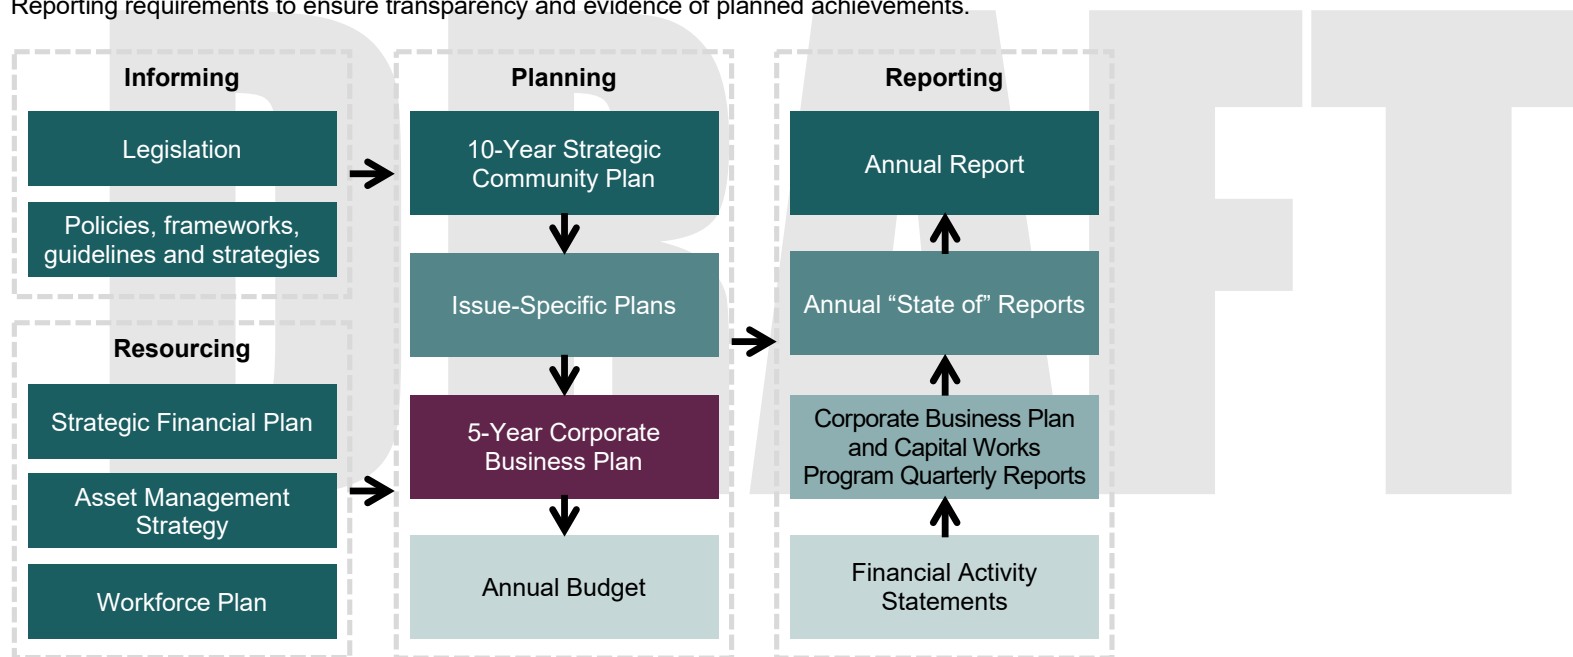 Reporting requirements to ensure transparency and evidence of planned achievements.
DRAFT
Informing
Legislation
Policies, frameworks,
guidelines and strategies
Resourcing
Strategic Financial Plan
Asset Management
Strategy
Workforce Plan
Planning
10-Year Strategic
Community Plan
Issue-Specific Plans
5-Year Corporate
Business Plan
Annual Budget
Reporting
Annual Report
Annual “State of” Reports
Corporate Business Plan
and Capital Works
Program Quarterly Reports
Financial Activity
Statements